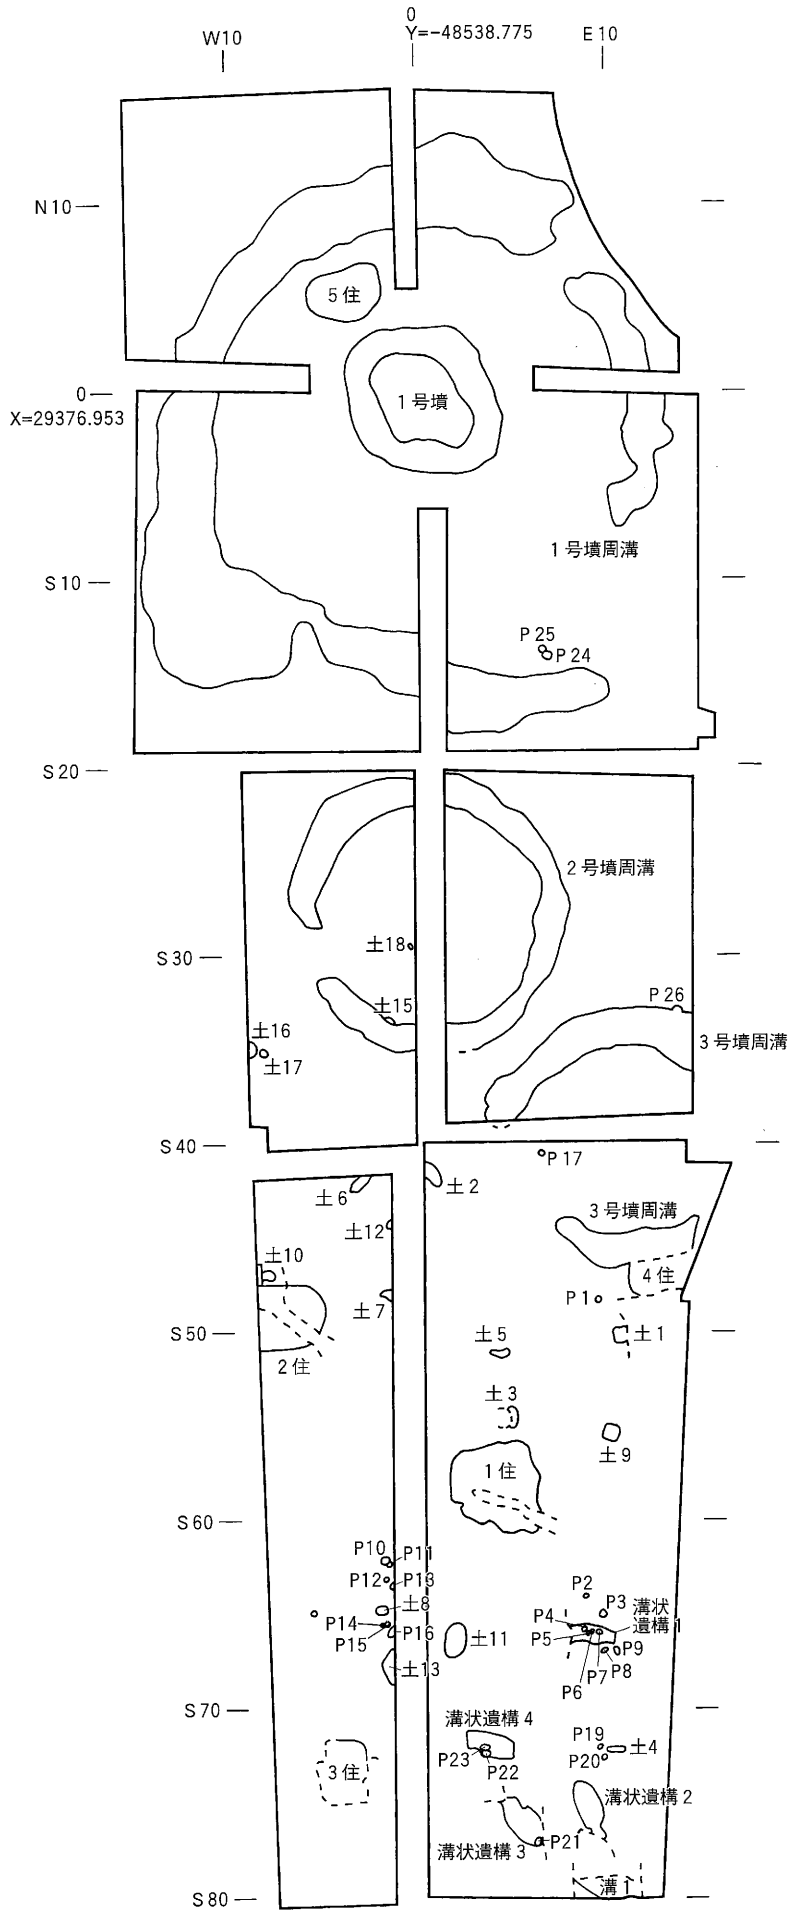 0
W10
Y=−48538.775
E10
N10
5住
1号墳
0
X=29376.953
1号墳周溝
S10
P25
P24
S20
2号墳周溝
土18
S30
P26
土15
土16
3号墳周溝
土17
S40
P17
土6
土2
3号墳周溝
土12
土10
4住
P1
土7
S50
土5
土1
2住
土3
土9
1住
S60
P10
P11
P12
P13
P2
土8
P3
溝状
遺構1
P4
P14
P15
P16
土11
P5
P9
P8
P7
土13
P6
S70
溝状遺構4
P19
土4
P23
P20
P22
3住
溝状遺構2
P21
溝状遺構3
溝1
S80